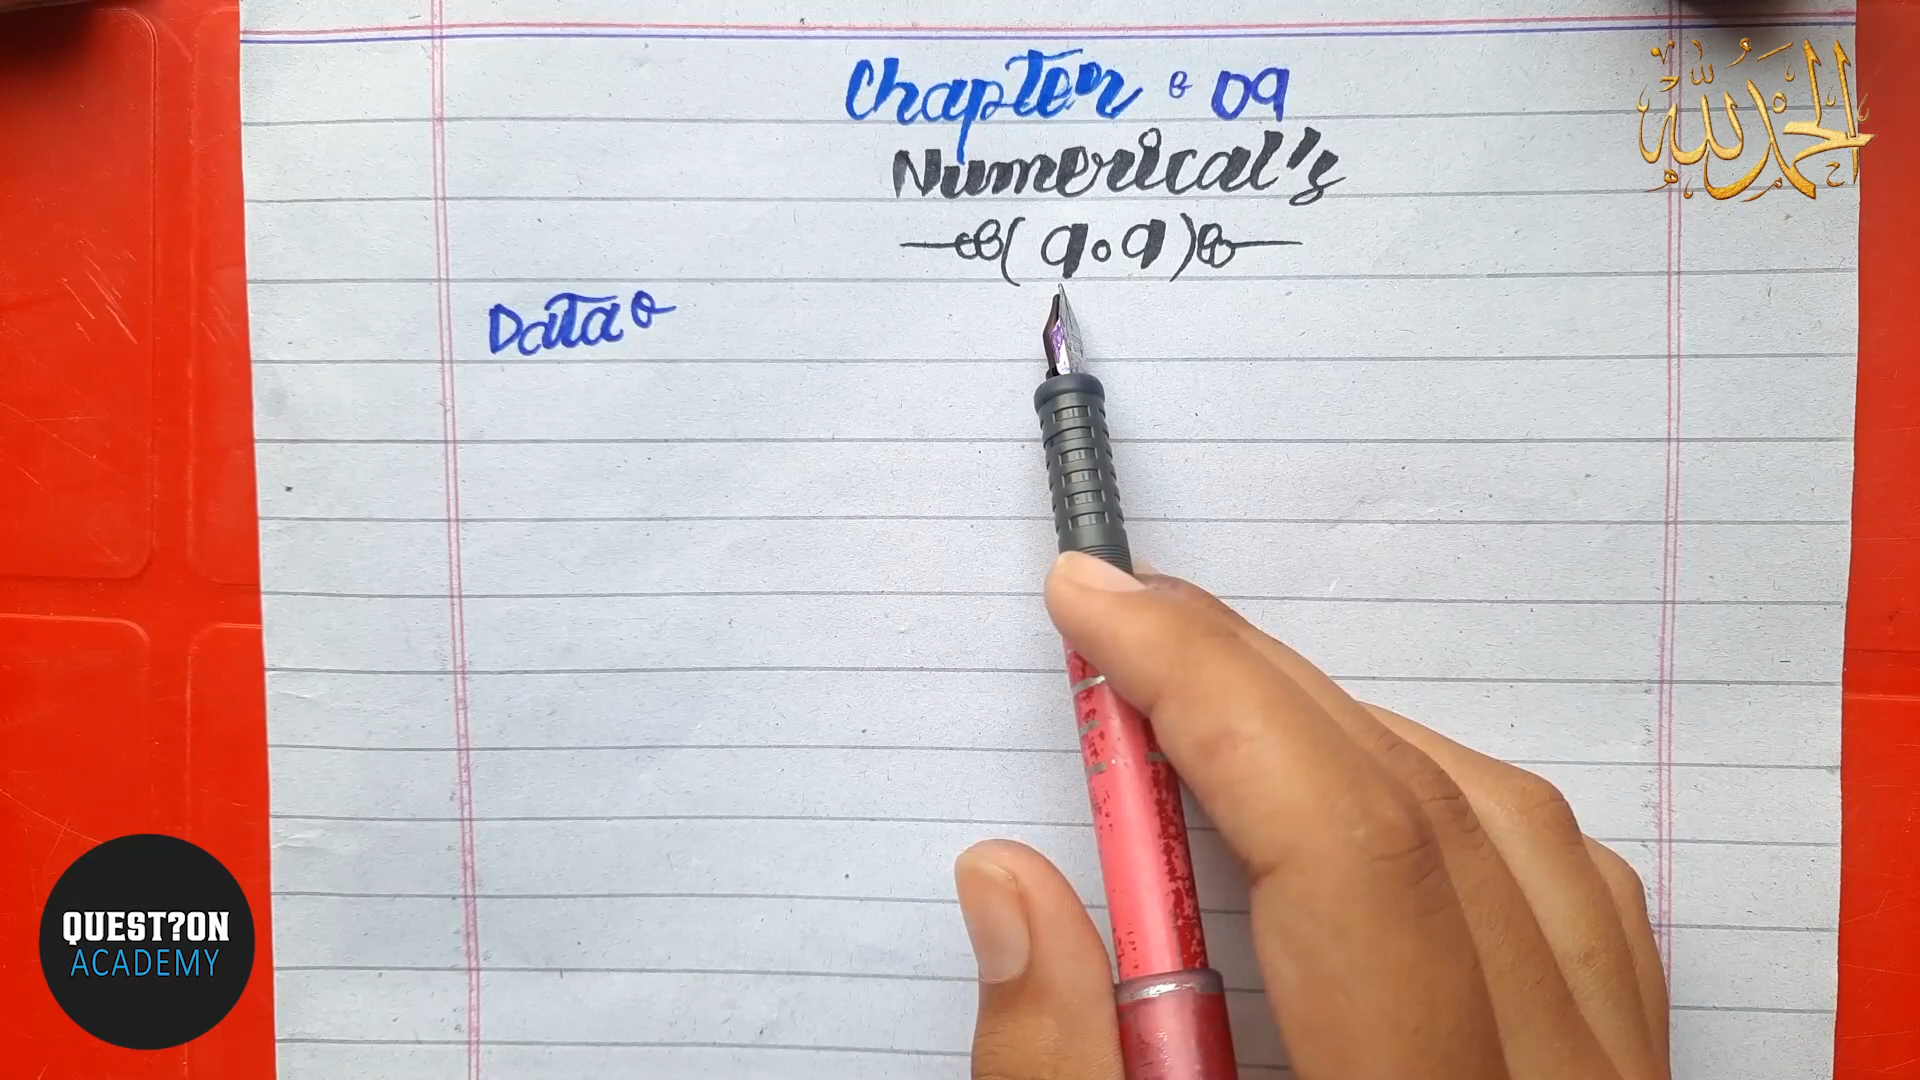 Chapter : 09
Numerical's
( 9.9 )
Data :
الحمد لله
QUEST?ON
ACADEMY